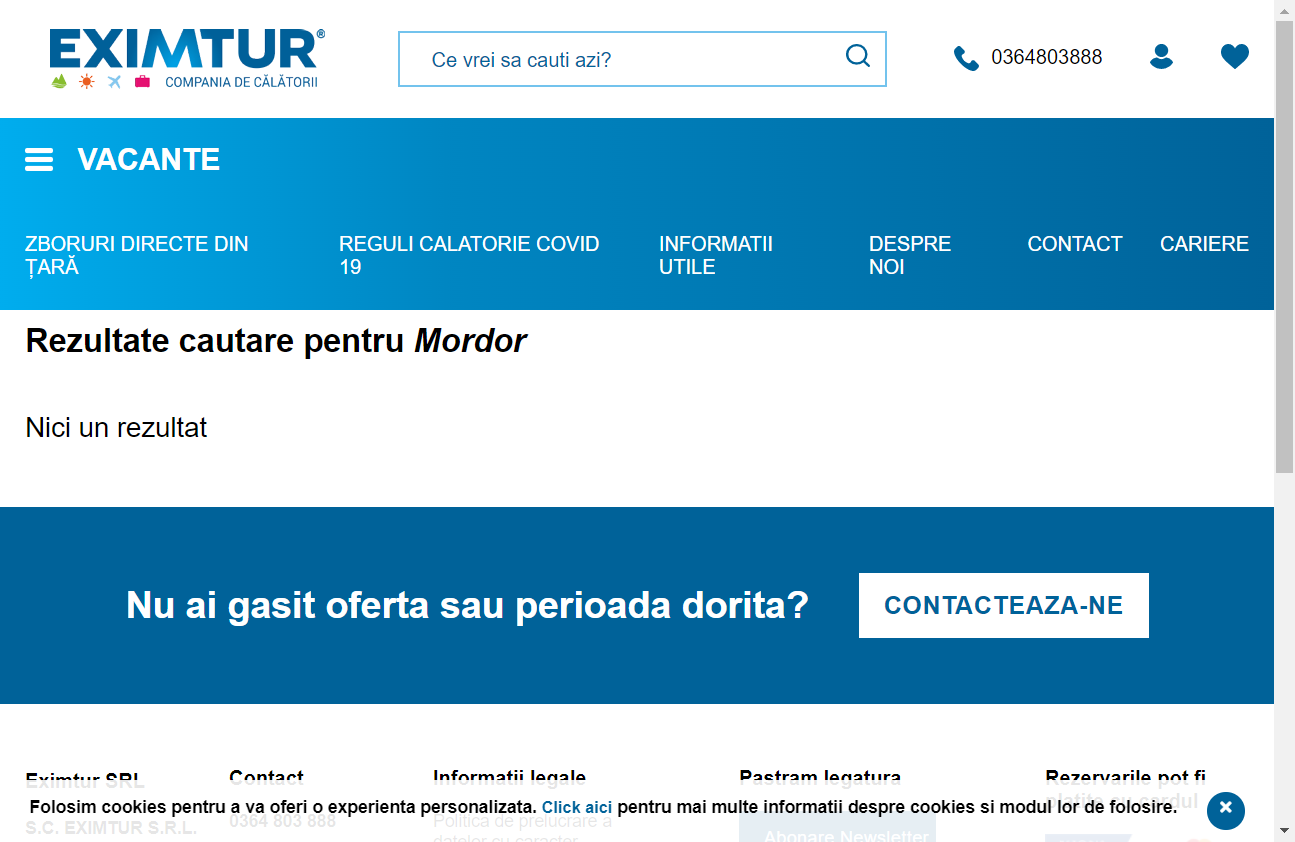 EXIMTUR®
COMPANIA DE CĂLĂTORII
Ce vrei sa cauti azi?
0364803888
VACANTE
ZBORURI DIRECTE DIN ȚARĂ
REGULI CALATORIE COVID 19
INFORMATII UTILE
DESPRE NOI
CONTACT
CARIERE
Rezultate cautare pentru Mordor
Nici un rezultat
Nu ai gasit oferta sau perioada dorita?
CONTACTEAZA-NE
Eximtur SRL
Contact
Informatii legale
Pastram legatura
Rezervarile pot fi
platite cu cardul
Folosim cookies pentru a va oferi o experienta personalizata. Click aici pentru mai multe informatii despre cookies si modul lor de folosire.
S.C. EXIMTUR S.R.L.
0364 803 888
Politica de prelucrare a
datelor cu caracter
Abonare Newsletter